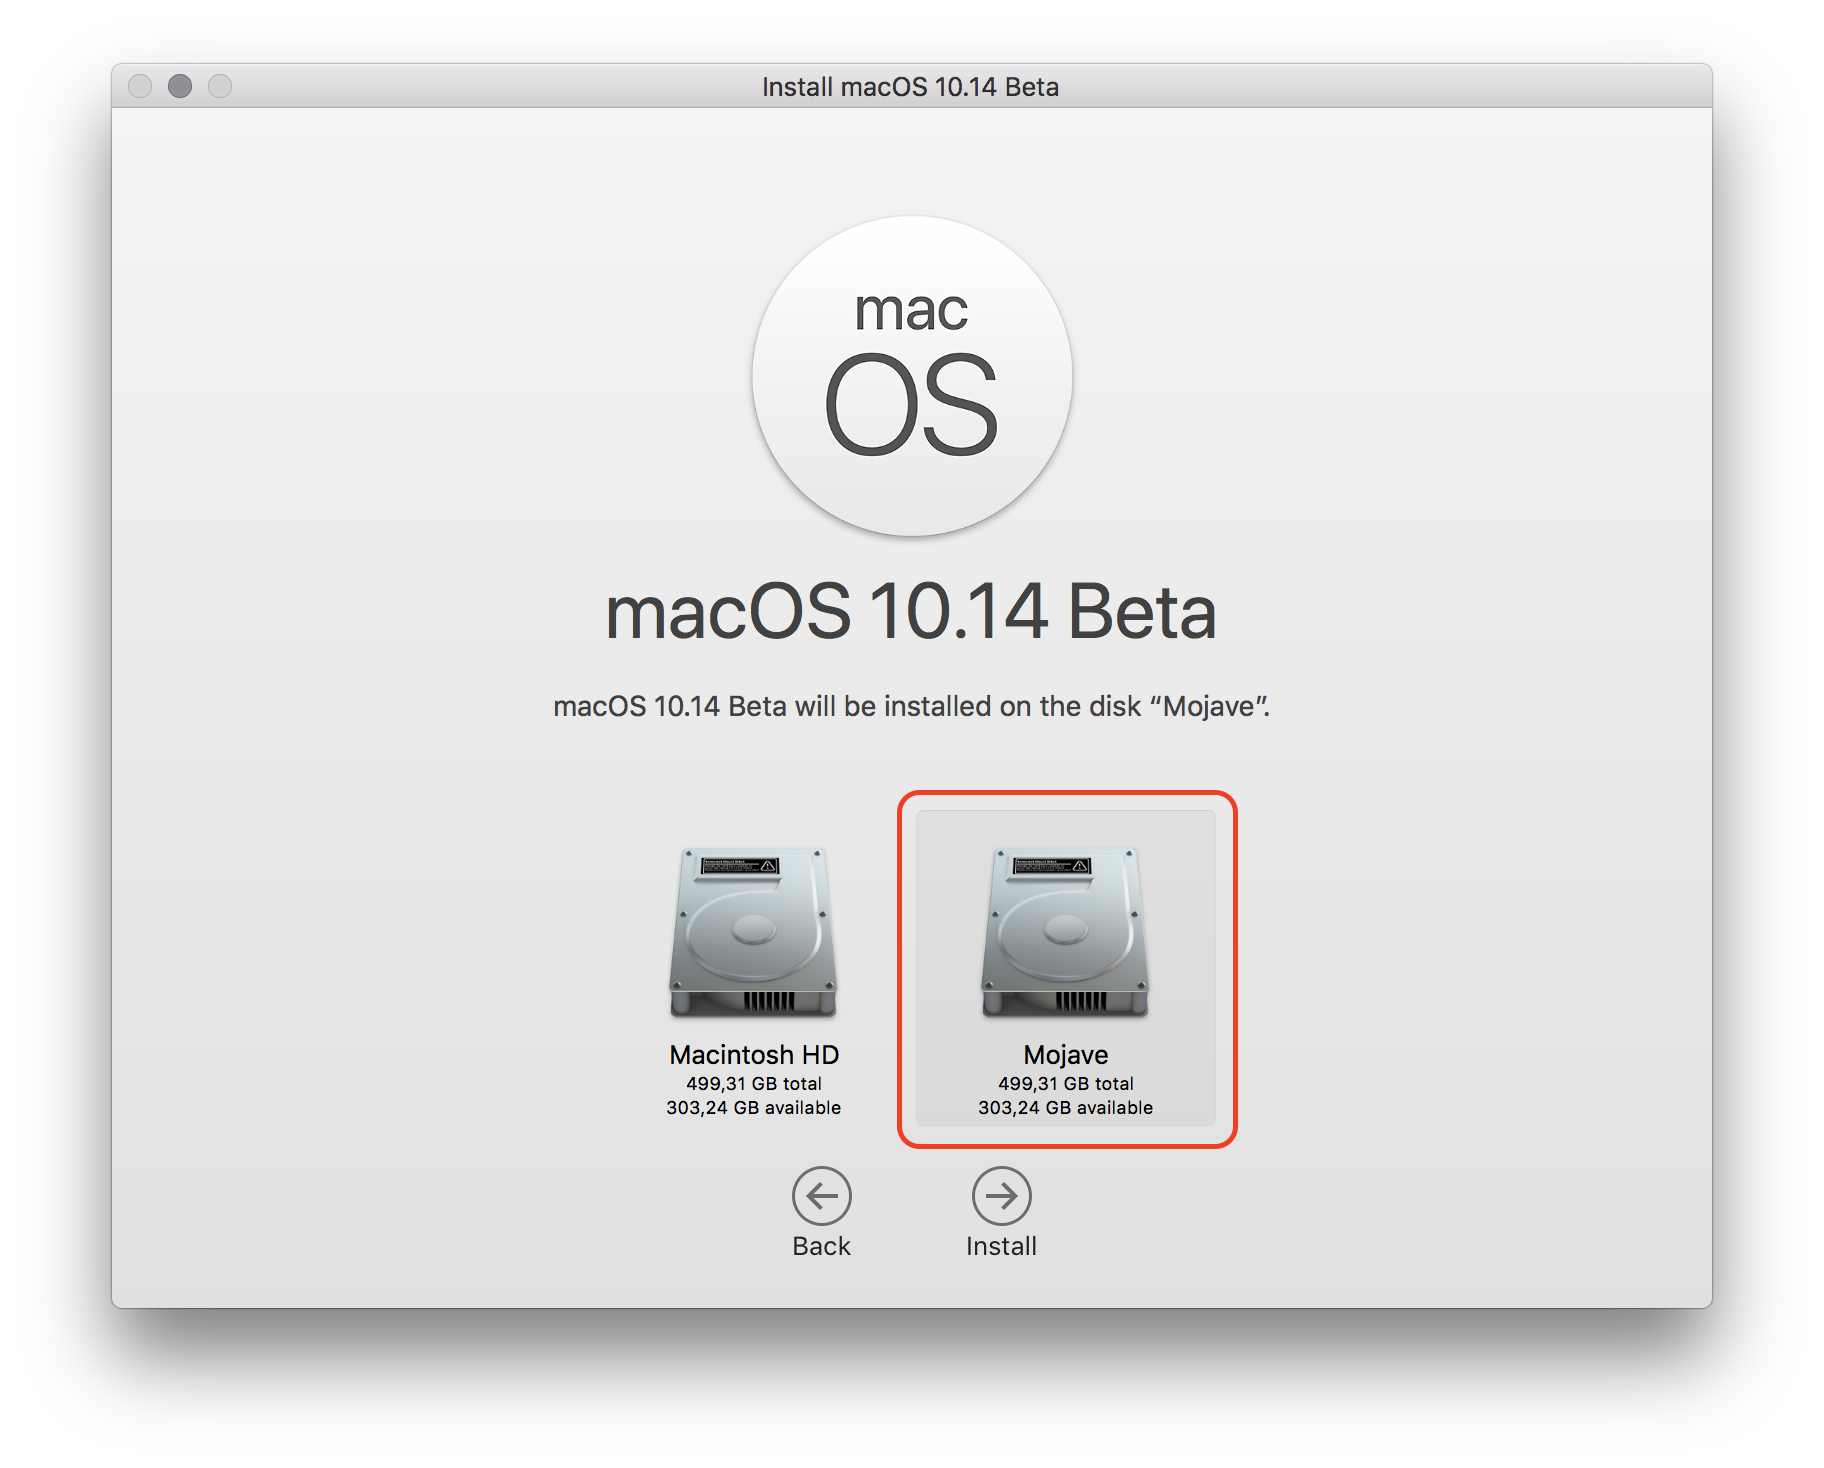 Install macOS 10.14 Beta
mac
OS
macOS 10.14 Beta
macOS 10.14 Beta will be installed on the disk “Mojave”.
Macintosh HD
499,31 GB total
303,24 GB available
Mojave
499,31 GB total
303,24 GB available
Back
Install